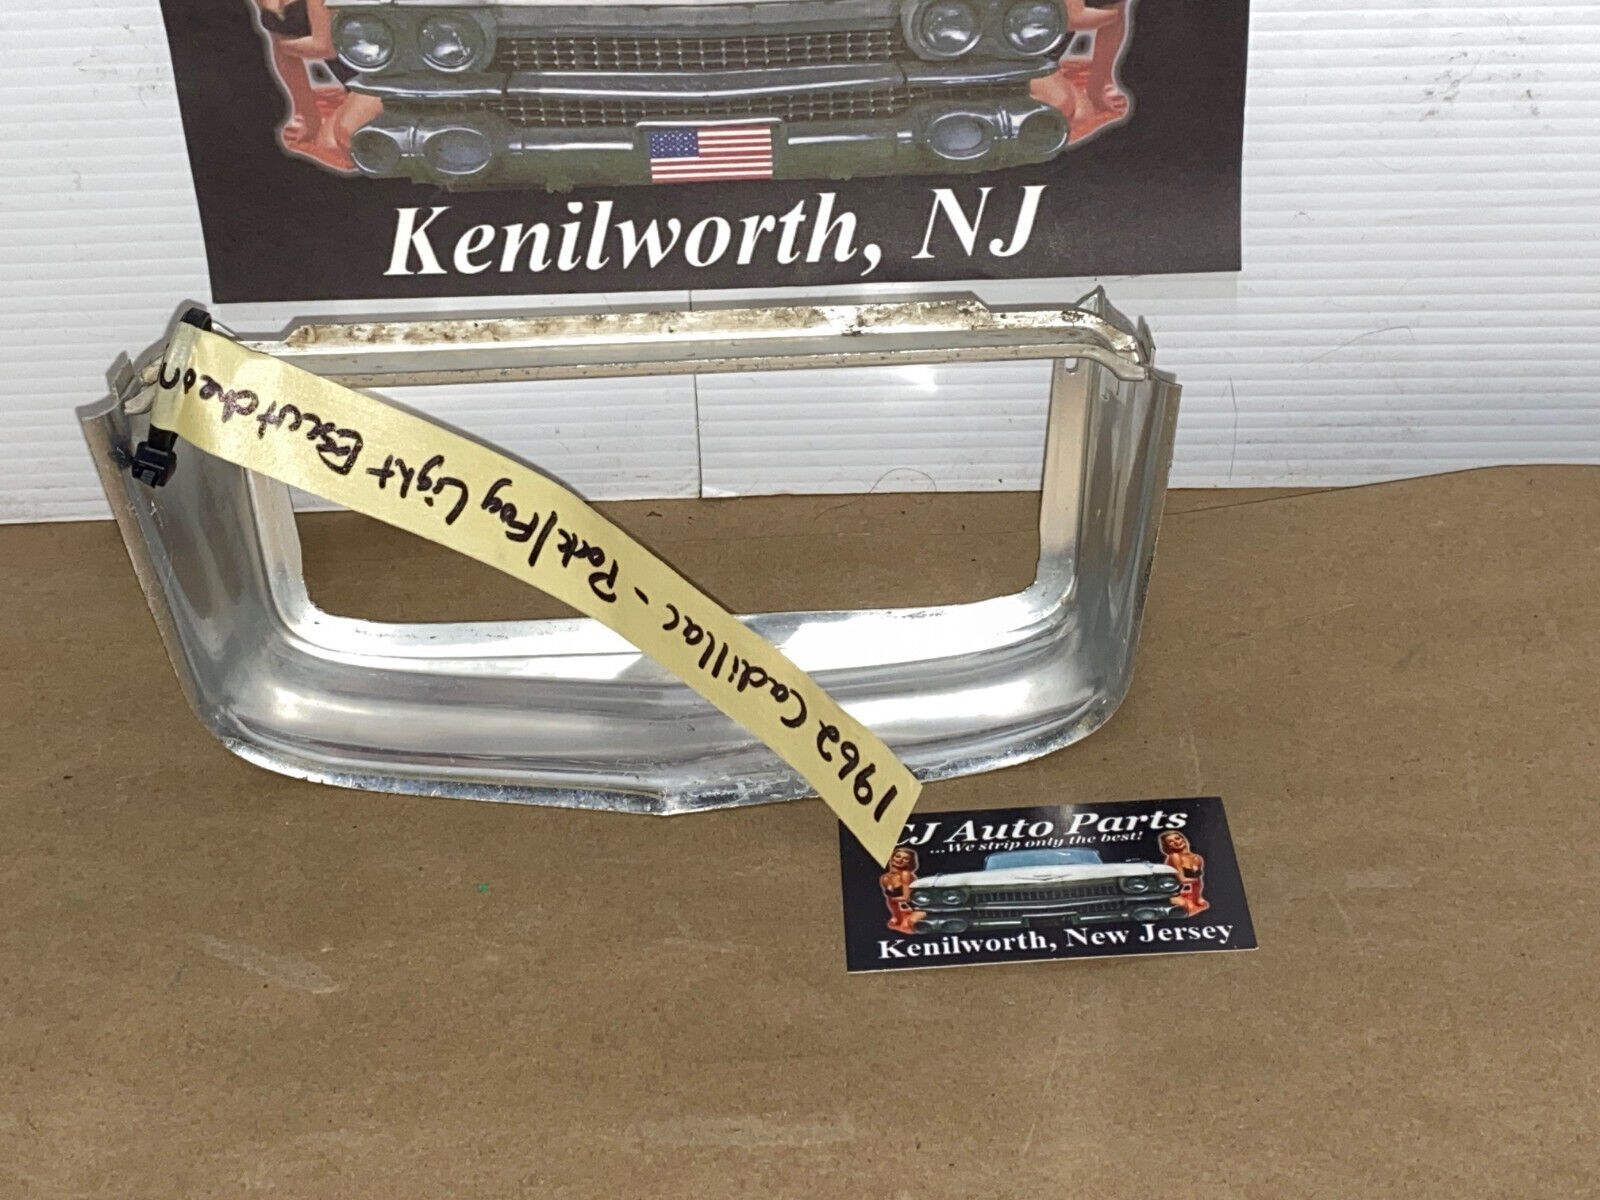 Kenilworth, NJ
1962 Cadillac - Park/Fog Light Escutcheon
CJ Auto Parts
...We strip only the best!
Kenilworth, New Jersey